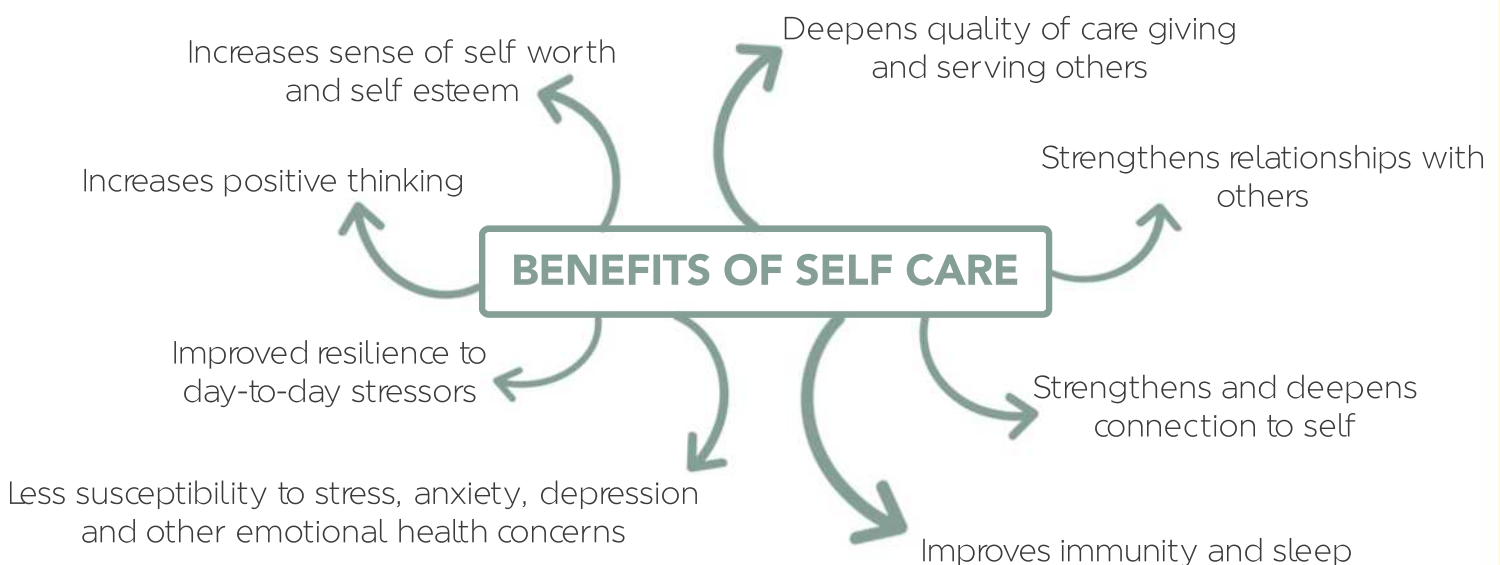 Increases sense of self worth
and self esteem
Deepens quality of care giving
and serving others
Increases positive thinking
Strengthens relationships with
others
BENEFITS OF SELF CARE
Improved resilience to
day-to-day stressors
Strengthens and deepens
connection to self
Less susceptibility to stress, anxiety, depression
and other emotional health concerns
Improves immunity and sleep